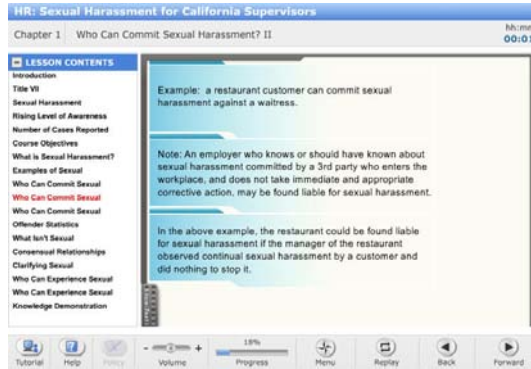 HR: Sexual Harassment for California Supervisors
Chapter 1 Who Can Commit Sexual Harassment? II
hh:mm
00:01
LESSON CONTENTS
Introduction
Title VII
Sexual Harassment
Rising Level of Awareness
Number of Cases Reported
Course Objectives
What is Sexual Harassment?
Examples of Sexual
Who Can Commit Sexual
Who Can Commit Sexual
Who Can Commit Sexual
Offender Statistics
What Isn't Sexual
Consensual Relationships
Clarifying Sexual
Who Can Experience Sexual
Who Can Experience Sexual
Knowledge Demonstration
Example: a restaurant customer can commit sexual
harassment against a waitress.
Note: An employer who knows or should have known about
sexual harassment committed by a 3rd party who enters the
workplace, and does not take immediate and appropriate
corrective action, may be found liable for sexual harassment.
In the above example, the restaurant could be found liable
for sexual harassment if the manager of the restaurant
observed continual sexual harassment by a customer and
did nothing to stop it.
18%
Tutorial Help Policy - Volume + Progress Menu Replay Back Forward